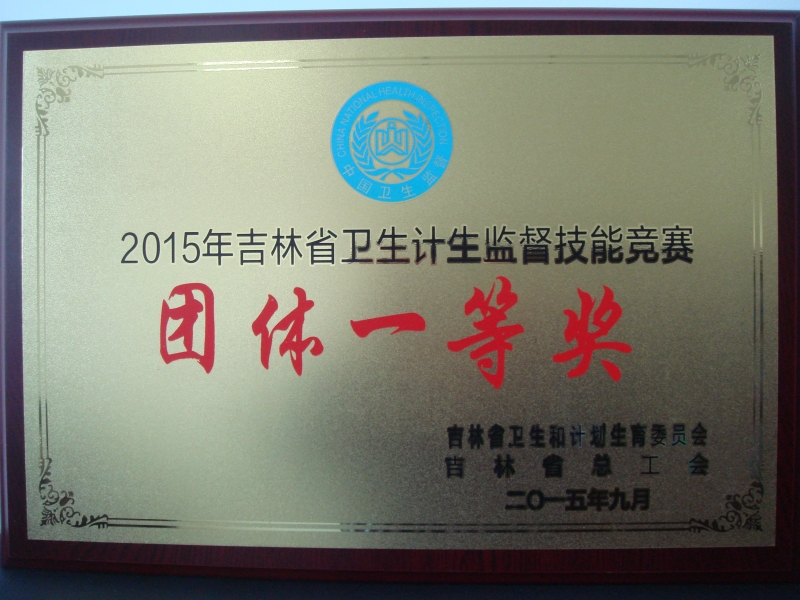 CHINA NATIONAL HEALTH INSPECTION
中国卫生监督
2015年吉林省卫生计生监督技能竞赛
团体一等奖
吉林省卫生和计划生育委员会
吉林省总工会
二〇一五年九月